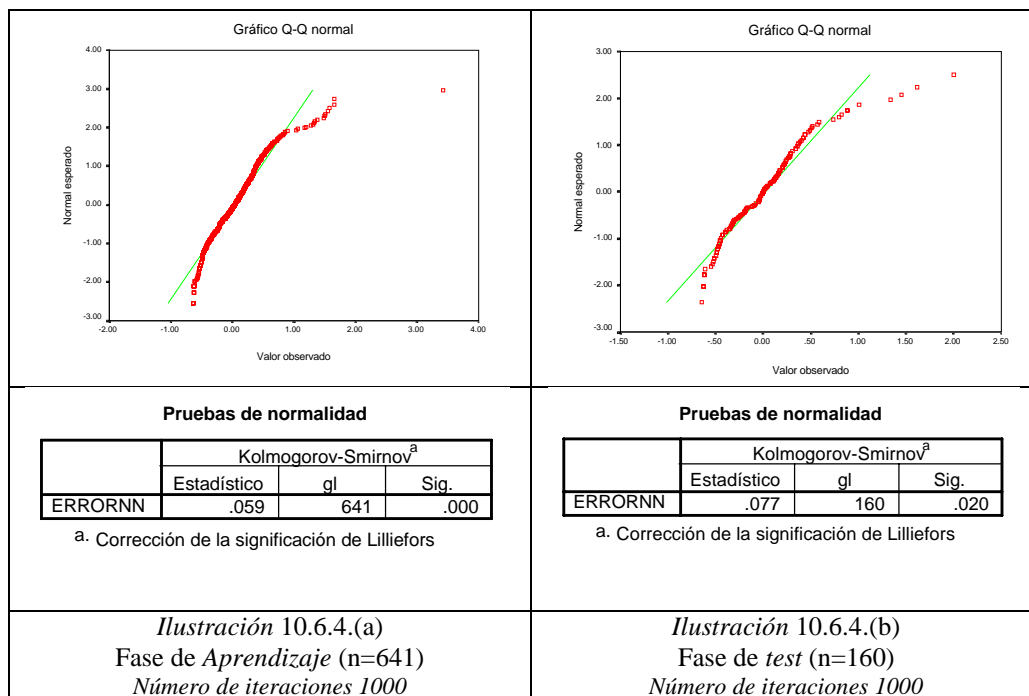 Gráfico Q-Q normal
4.00
3.00
2.00
1.00
0.00
-1.00
-2.00
-3.00
Normal esperado
-2.00 -1.00 0.00 1.00 2.00 3.00 4.00
Valor observado
Gráfico Q-Q normal
3.00
2.00
1.00
0.00
-1.00
-2.00
-3.00
Normal esperado
-1.50 -1.00 -.50 0.00 .50 1.00 1.50 2.00 2.50
Valor observado
Pruebas de normalidad
Kolmogorov-Smirnov a
Estadístico gl Sig.
ERRORNN .059 641 .000
a. Corrección de la significación de Lilliefors
Pruebas de normalidad
Kolmogorov-Smirnov a
Estadístico gl Sig.
ERRORNN .077 160 .020
a. Corrección de la significación de Lilliefors
Ilustración 10.6.4.(a)
Fase de Aprendizaje (n=641)
Número de iteraciones 1000
Ilustración 10.6.4.(b)
Fase de test (n=160)
Número de iteraciones 1000